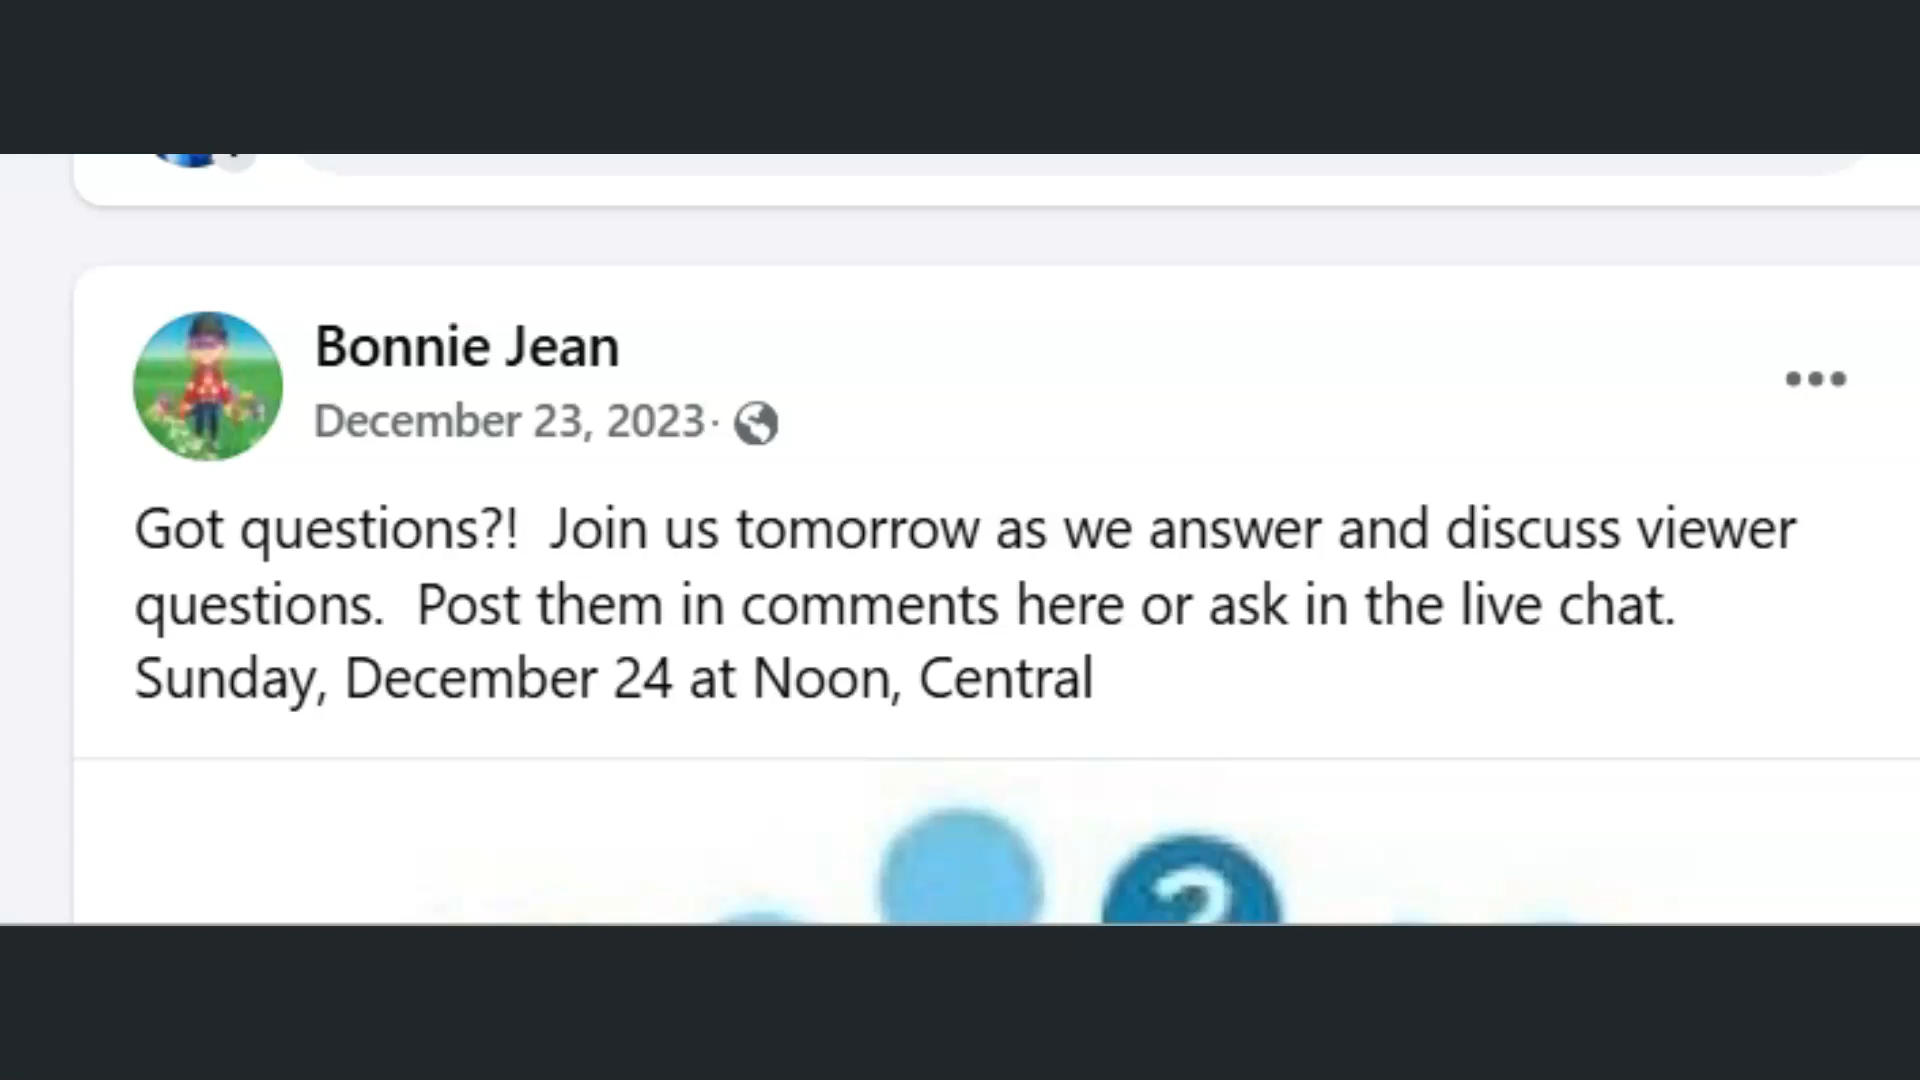 Bonnie Jean
December 23, 2023 ·
Got questions?!  Join us tomorrow as we answer and discuss viewer
questions.  Post them in comments here or ask in the live chat.
Sunday, December 24 at Noon, Central
?